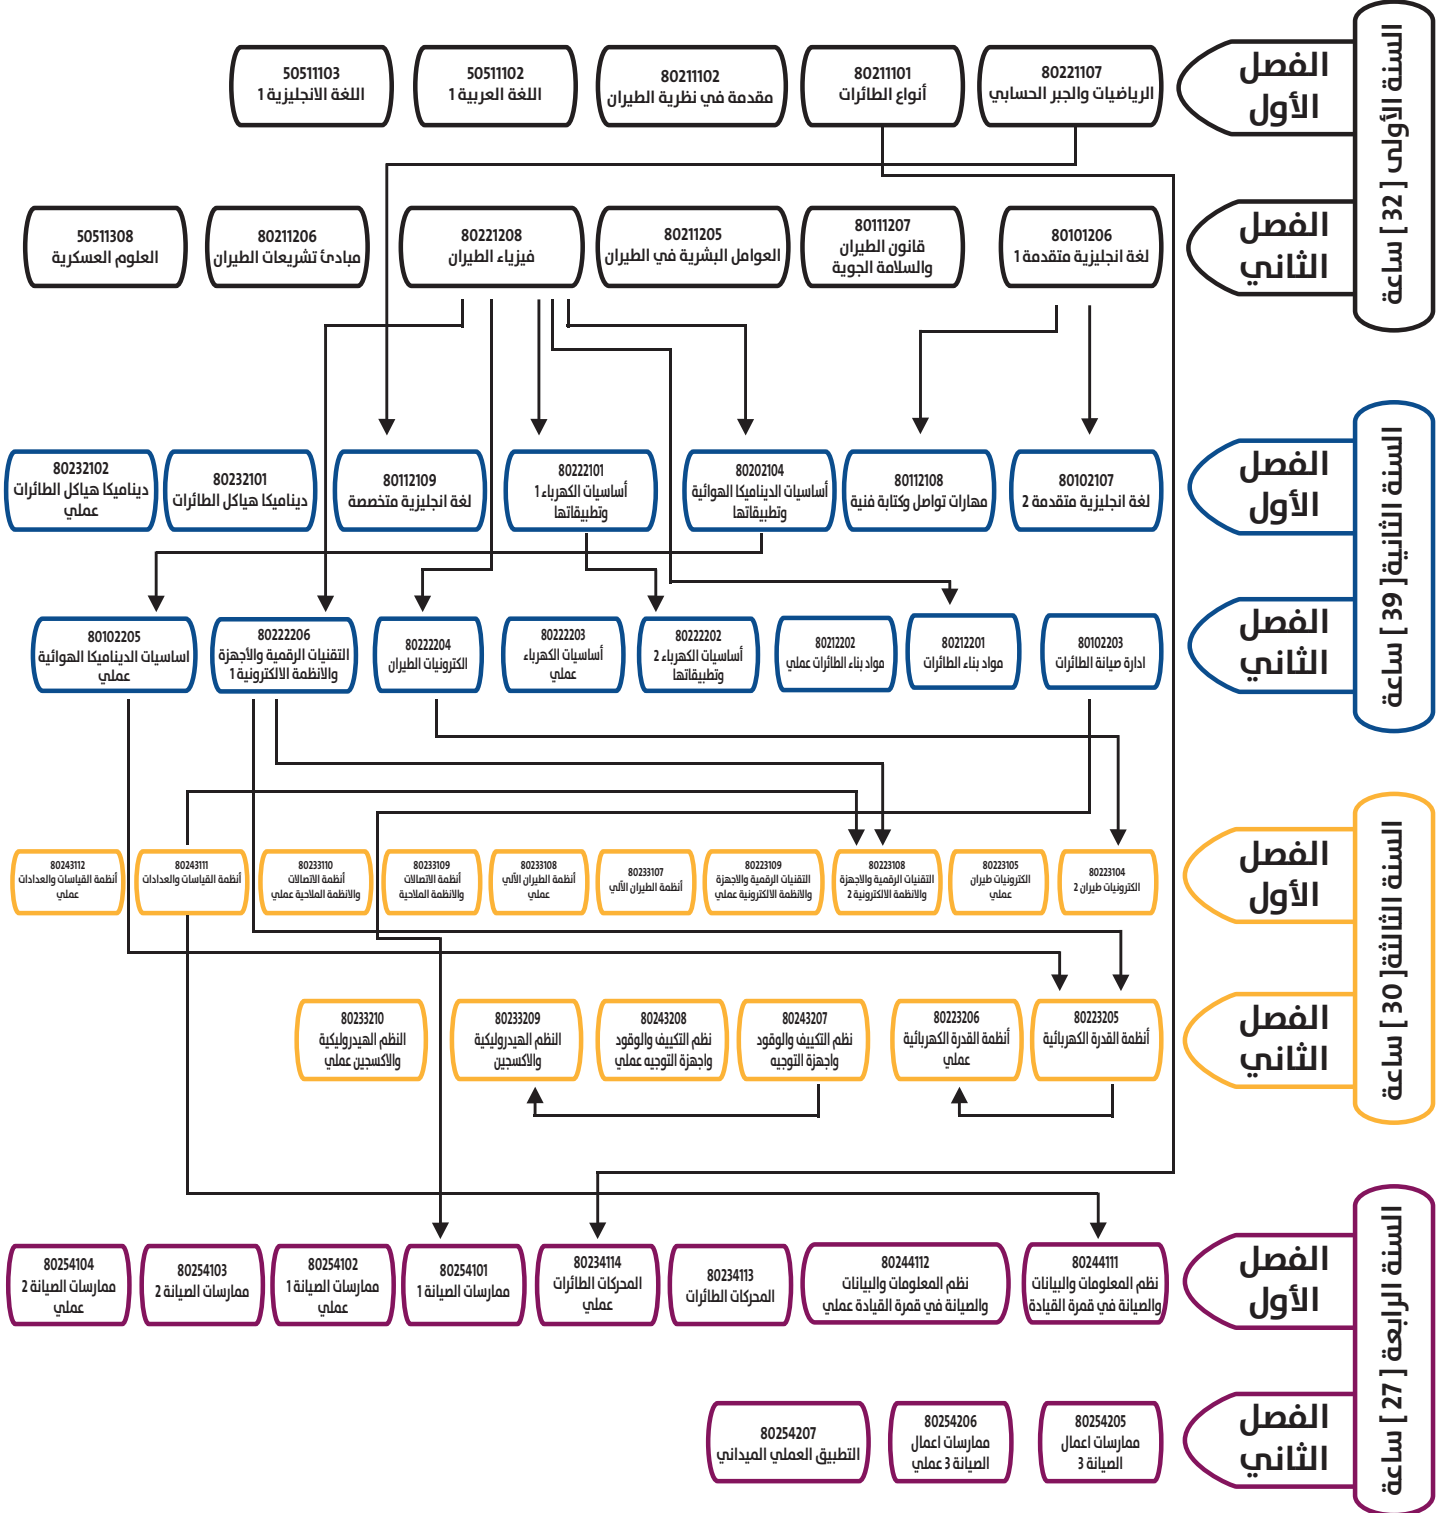 السنة الأولى [ 32 ] ساعة
الفصل
الأول
80221107
الرياضيات والجبر الحسابي
80211101
أنواع الطائرات
80211102
مقدمة في نظرية الطيران
50511102
اللغة العربية 1
50511103
اللغة الانجليزية 1
الفصل
الثاني
80101206
لغة انجليزية متقدمة 1
80111207
قانون الطيران
والسلامة الجوية
80211205
العوامل البشرية في الطيران
80221208
فيزياء الطيران
80211206
مبادئ تشريعات الطيران
50511308
العلوم العسكرية
السنة الثانية[ 39 ] ساعة
الفصل
الأول
80102107
لغة انجليزية متقدمة 2
80112108
مهارات تواصل وكتابة فنية
80202104
أساسيات الديناميكا الهوائية
وتطبيقاتها
80222101
أساسيات الكهرباء 1
وتطبيقاتها
80112109
لغة انجليزية متخصصة
80232101
ديناميكا هياكل الطائرات
80232102
ديناميكا هياكل الطائرات
عملي
الفصل
الثاني
80102203
ادارة صيانة الطائرات
80212201
مواد بناء الطائرات
80212202
مواد بناء الطائرات عملي
80222202
أساسيات الكهرباء 2
وتطبيقاتها
80222203
أساسيات الكهرباء
عملي
80222204
الكترونيات الطيران
80222206
التقنيات الرقمية والأجهزة
والانظمة الالكترونية 1
80102205
اساسيات الديناميكا الهوائية
عملي
السنة الثالثة[ 30 ] ساعة
الفصل
الأول
80223104
الكترونيات طيران 2
80223105
الكترونيات طيران
عملي
80223108
التقنيات الرقمية والاجهزة
والانظمة الالكترونية 2
80223109
التقنيات الرقمية والاجهزة
والانظمة الالكترونية عملي
80233107
أنظمة الطيران الآلي
80233108
أنظمة الطيران الآلي
عملي
80233109
أنظمة الاتصالات
والانظمة الملاحية
80233110
أنظمة الاتصالات
والانظمة الملاحية عملي
80243111
أنظمة القياسات والعدادات
80243112
أنظمة القياسات والعدادات
عملي
الفصل
الثاني
80223205
أنظمة القدرة الكهربائية
80223206
أنظمة القدرة الكهربائية
عملي
80243207
نظم التكييف والوقود
واجهزة التوجيه
80243208
نظم التكييف والوقود
واجهزة التوجيه عملي
80233209
النظم الهيدروليكية
والاكسجين
80233210
النظم الهيدروليكية
والاكسجين عملي
السنة الرابعة [ 27 ] ساعة
الفصل
الأول
80244111
نظم المعلومات والبيانات
والصيانة في قمرة القيادة
80244112
نظم المعلومات والبيانات
والصيانة في قمرة القيادة عملي
80234113
المحركات الطائرات
80234114
المحركات الطائرات
عملي
80254101
ممارسات الصيانة 1
80254102
ممارسات الصيانة 1
عملي
80254103
ممارسات الصيانة 2
80254104
ممارسات الصيانة 2
عملي
الفصل
الثاني
80254205
ممارسات اعمال
الصيانة 3
80254206
ممارسات اعمال
الصيانة 3 عملي
80254207
التطبيق العملي الميداني